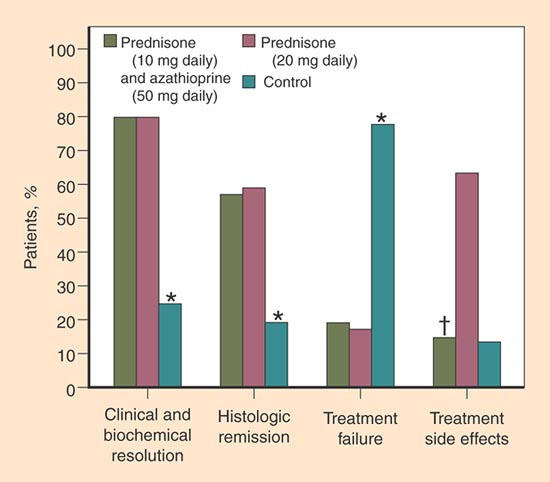 Prednisone
(10 mg daily)
and azathioprine
(50 mg daily)
Prednisone
(20 mg daily)
Control
Patients, %
100
90
80
70
60
50
40
30
20
10
0
*
*
*
†
Clinical and
biochemical
resolution
Histologic
remission
Treatment
failure
Treatment
side effects